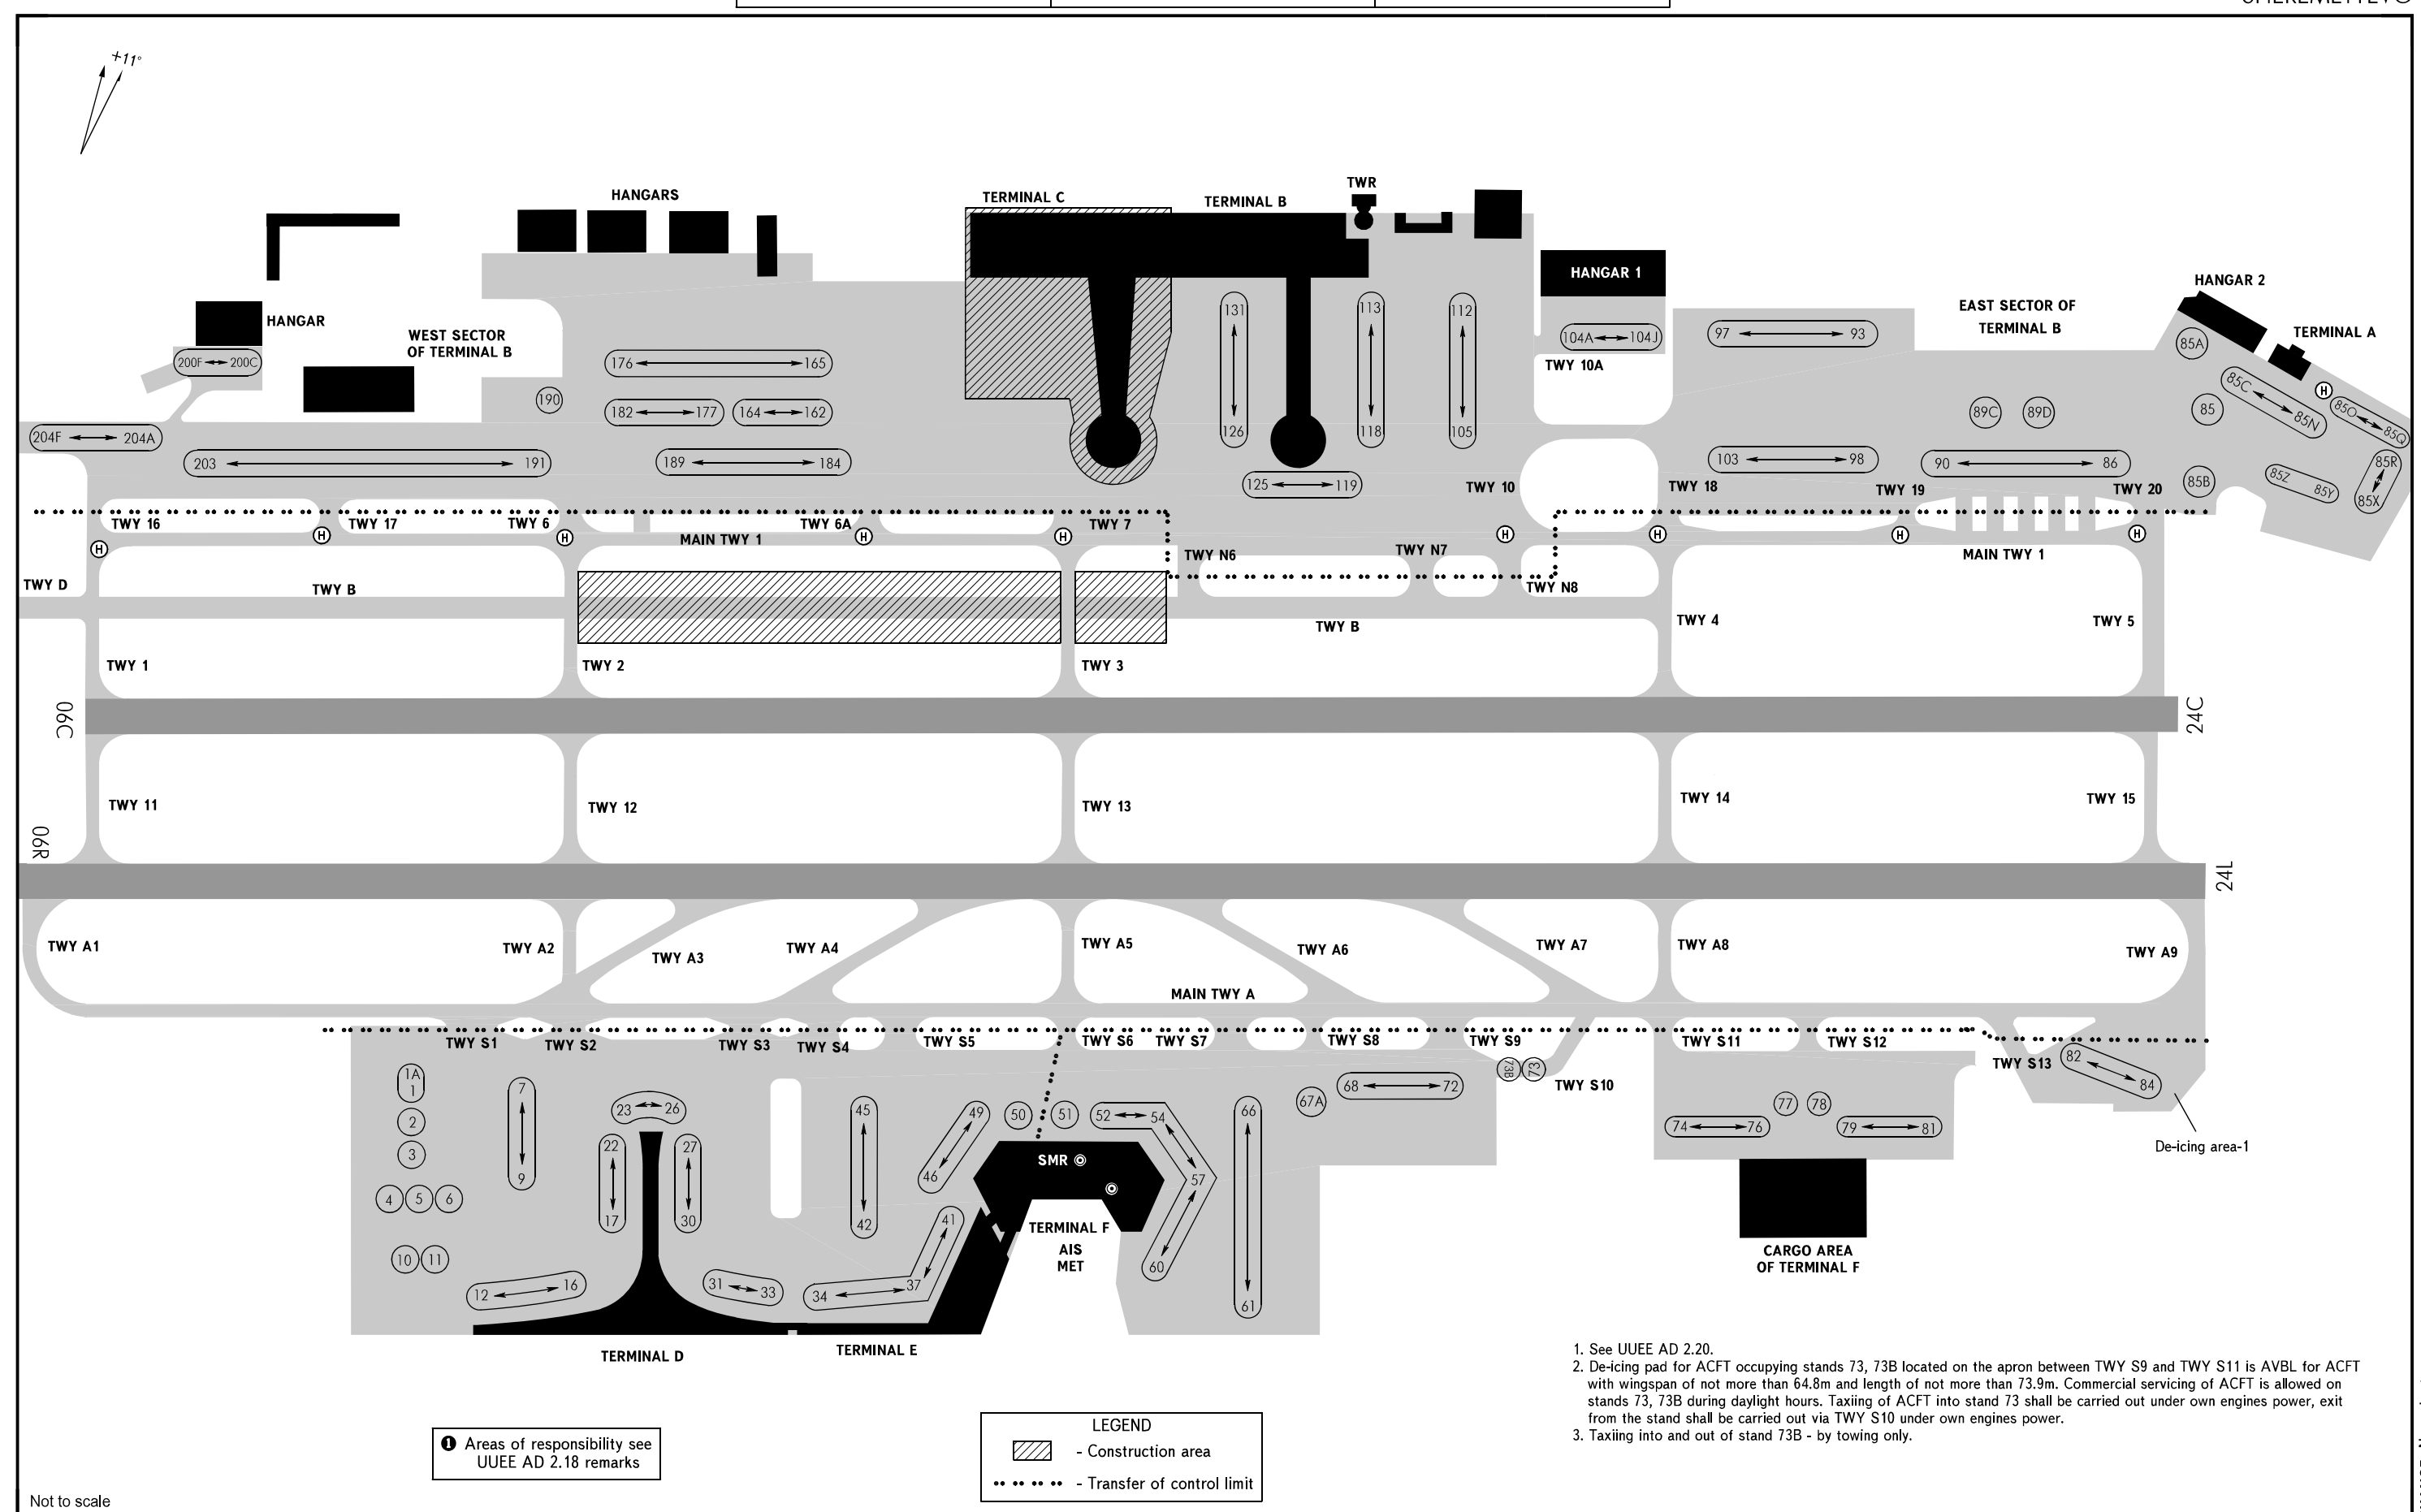 +11°
TWR
HANGARS
TERMINAL C
TERMINAL B
HANGAR 1
HANGAR 2
EAST SECTOR OF
TERMINAL B
TERMINAL A
HANGAR
WEST SECTOR
OF TERMINAL B
131
113
112
104A 104J
97 93
85A
200F 200C
176 165
TWY 10A
85C 85N
H
85O 85Q
190
182 177
164 162
89C
89D
85
204F 204A
126
118
105
203 191
189 184
103 98
90 86
85R
85X
125 119
TWY 10
TWY 18
TWY 19
TWY 20
85B
85Z 85Y
TWY 16
TWY 17
TWY 6
TWY 6A
TWY 7
H
H
H
H
H
H
H
H
H
MAIN TWY 1
TWY N6
TWY N7
MAIN TWY 1
TWY D
TWY B
TWY N8
TWY B
TWY 4
TWY 5
TWY 1
TWY 2
TWY 3
06C
24C
TWY 11
TWY 12
TWY 13
TWY 14
TWY 15
06R
24L
TWY A1
TWY A2
TWY A3
TWY A4
TWY A5
TWY A6
TWY A7
TWY A8
TWY A9
MAIN TWY A
TWY S1
TWY S2
TWY S3
TWY S4
TWY S5
TWY S6
TWY S7
TWY S8
TWY S9
TWY S11
TWY S12
TWY S13
73B
73
TWY S10
82 84
1A
1
7
23 26
45
49
50
51
52 54
66
67A
68 72
2
3
22
27
9
46
SMR
57
74 76
77
78
79 81
De-icing area-1
4
5
6
17
30
42
41
TERMINAL F
AIS
MET
10
11
12 16
31 33
34 37
60
61
CARGO AREA
OF TERMINAL F
TERMINAL D
TERMINAL E
1. See UUEE AD 2.20.
2. De-icing pad for ACFT occupying stands 73, 73B located on the apron between TWY S9 and TWY S11 is AVBL for ACFT
with wingspan of not more than 64.8m and length of not more than 73.9m. Commercial servicing of ACFT is allowed on
stands 73, 73B during daylight hours. Taxiing of ACFT into stand 73 shall be carried out under own engines power, exit
from the stand shall be carried out via TWY S10 under own engines power.
3. Taxiing into and out of stand 73B - by towing only.
1 Areas of responsibility see
UUEE AD 2.18 remarks
LEGEND
- Construction area
- Transfer of control limit
Not to scale